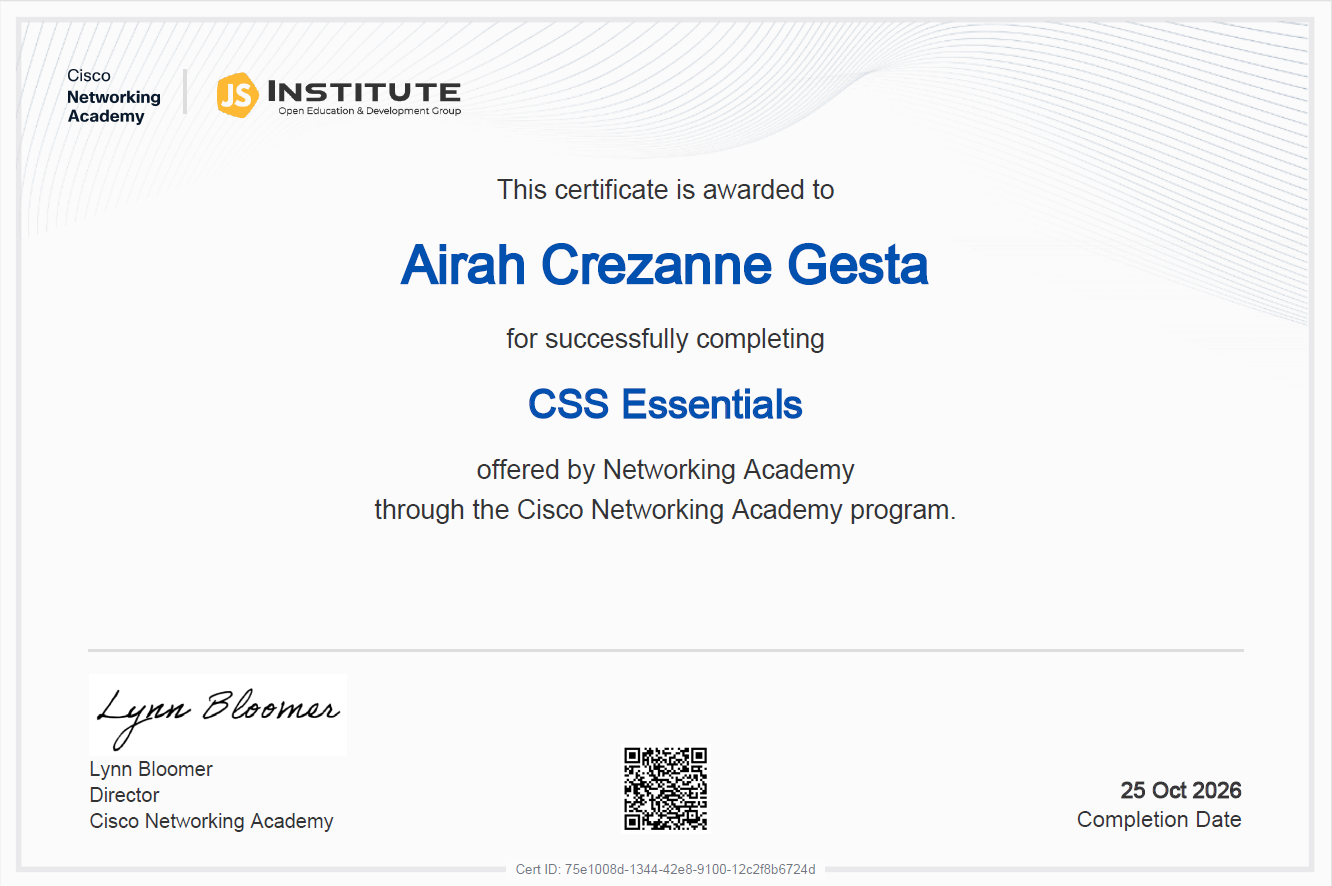 Cisco
Networking
Academy
JS INSTITUTE
Open Education & Development Group
This certificate is awarded to
Airah Crezanne Gesta
for successfully completing
CSS Essentials
offered by Networking Academy
through the Cisco Networking Academy program.
Lynn Bloomer
Lynn Bloomer
Director
Cisco Networking Academy
25 Oct 2026
Completion Date
Cert ID: 75e1008d-1344-42e8-9100-12c2f8b6724d